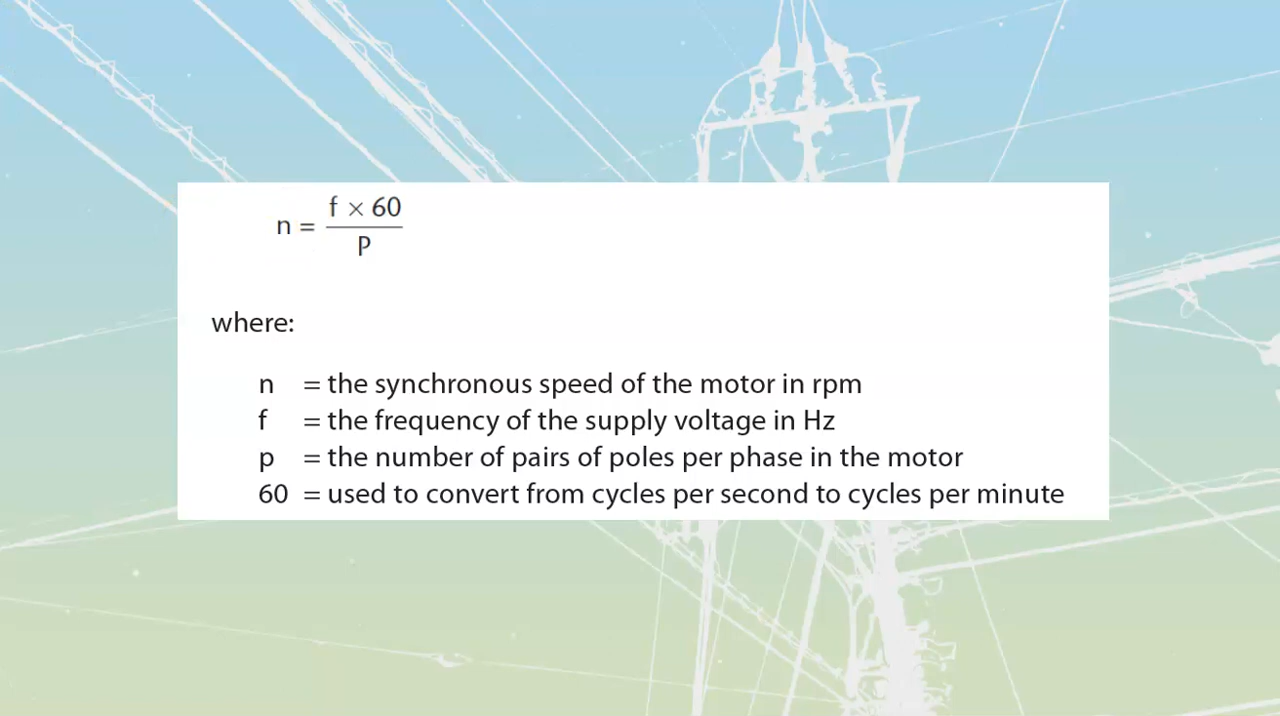 n = f × 60 / P
where:
n = the synchronous speed of the motor in rpm
f = the frequency of the supply voltage in Hz
p = the number of pairs of poles per phase in the motor
60 = used to convert from cycles per second to cycles per minute